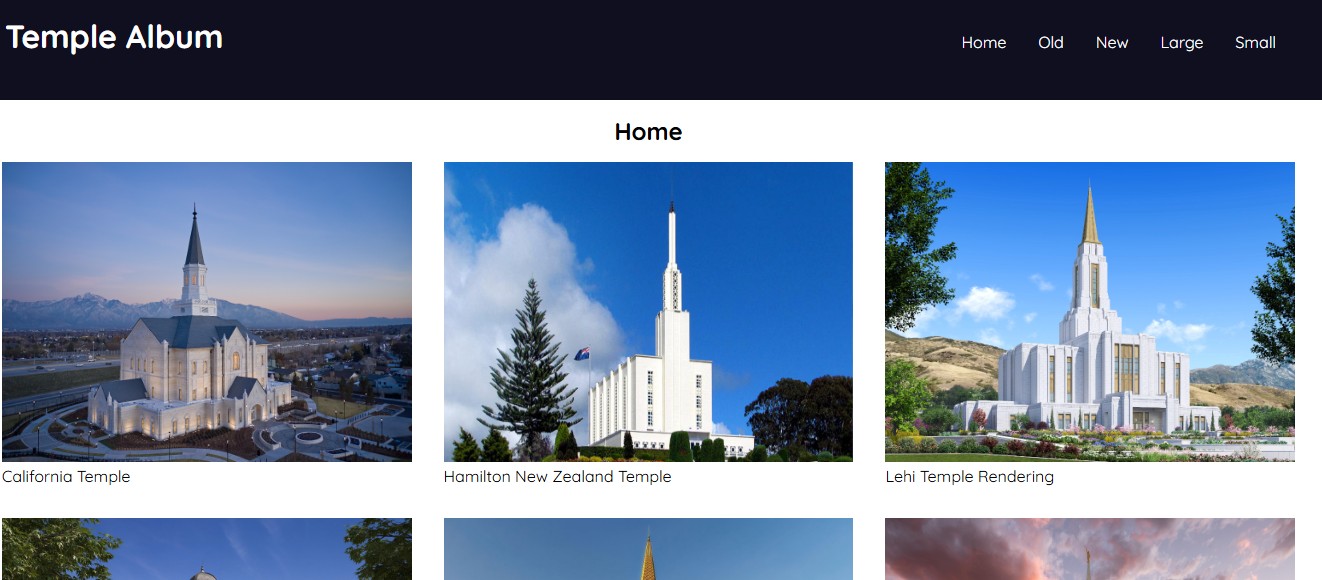 Temple Album
Home Old New Large Small
Home
California Temple
Hamilton New Zealand Temple
Lehi Temple Rendering